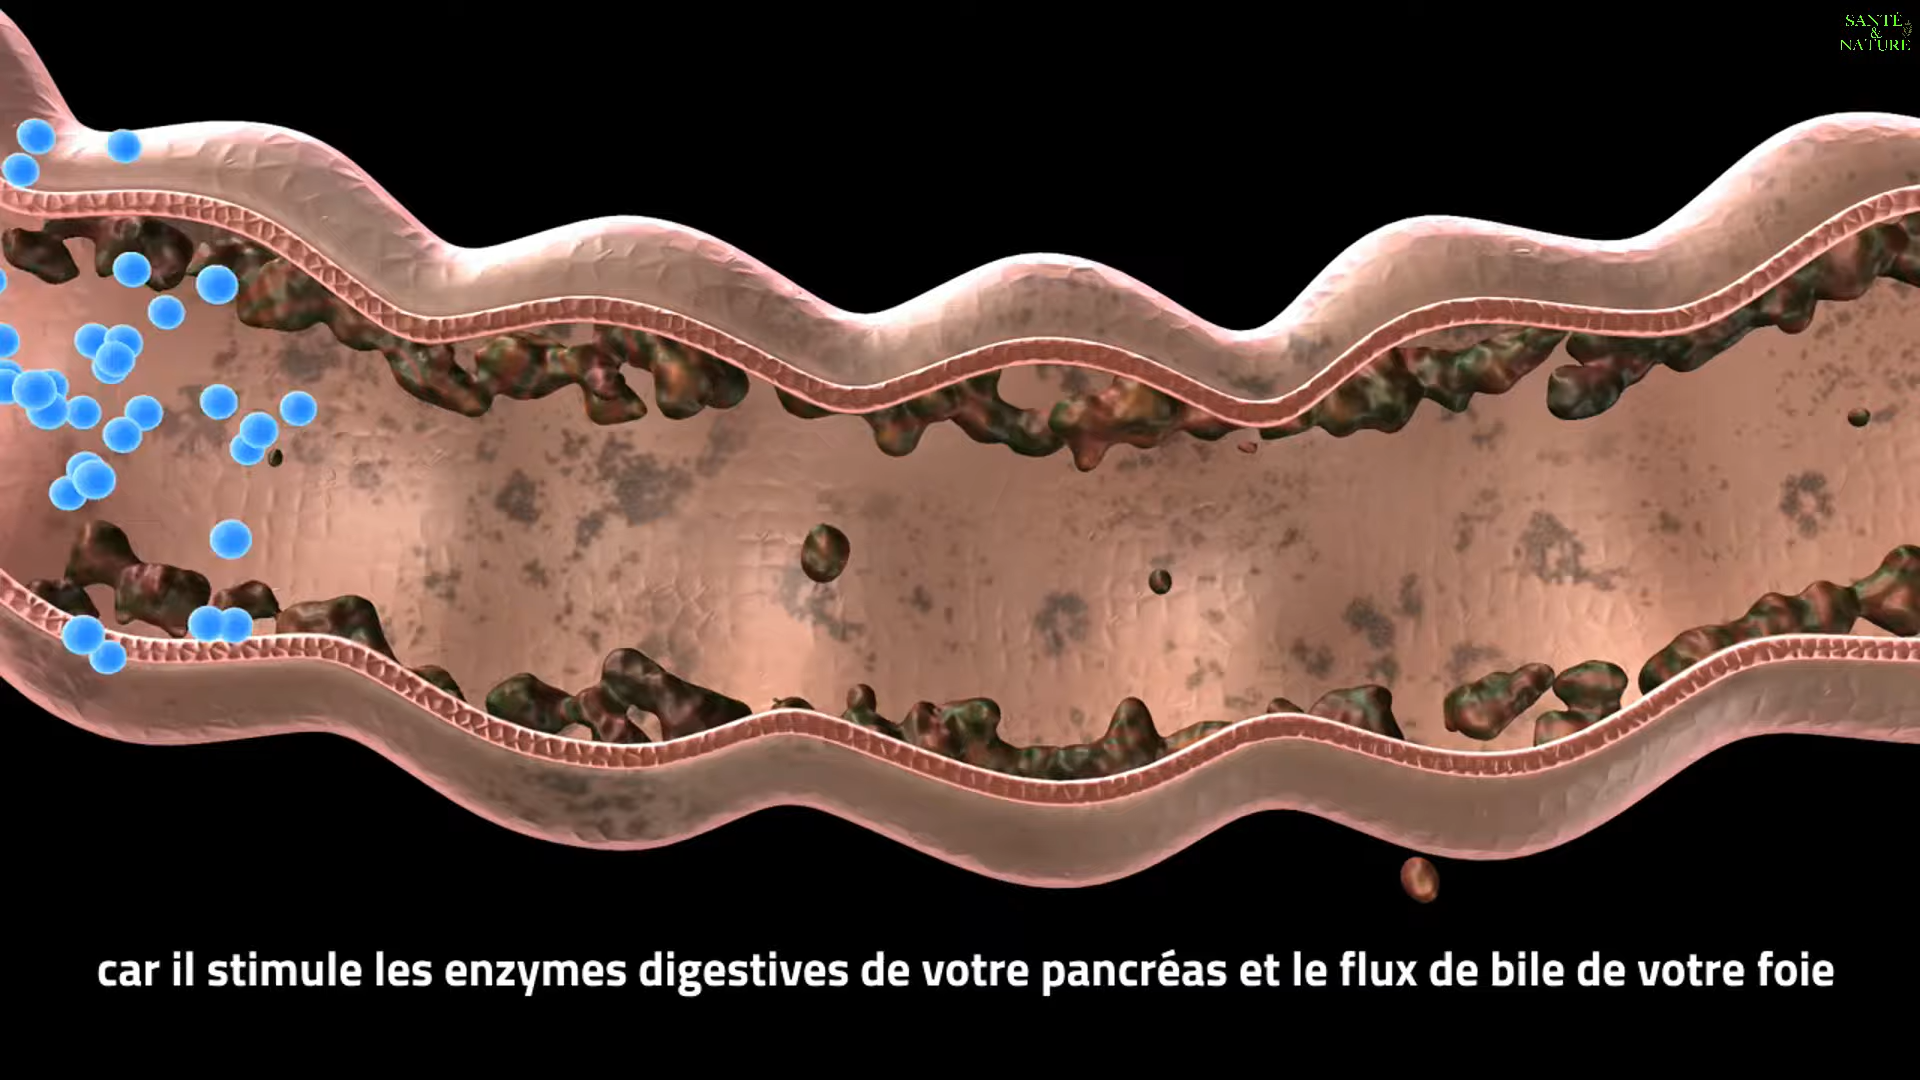 SANTÉ
&
NATURE
car il stimule les enzymes digestives de votre pancréas et le flux de bile de votre foie